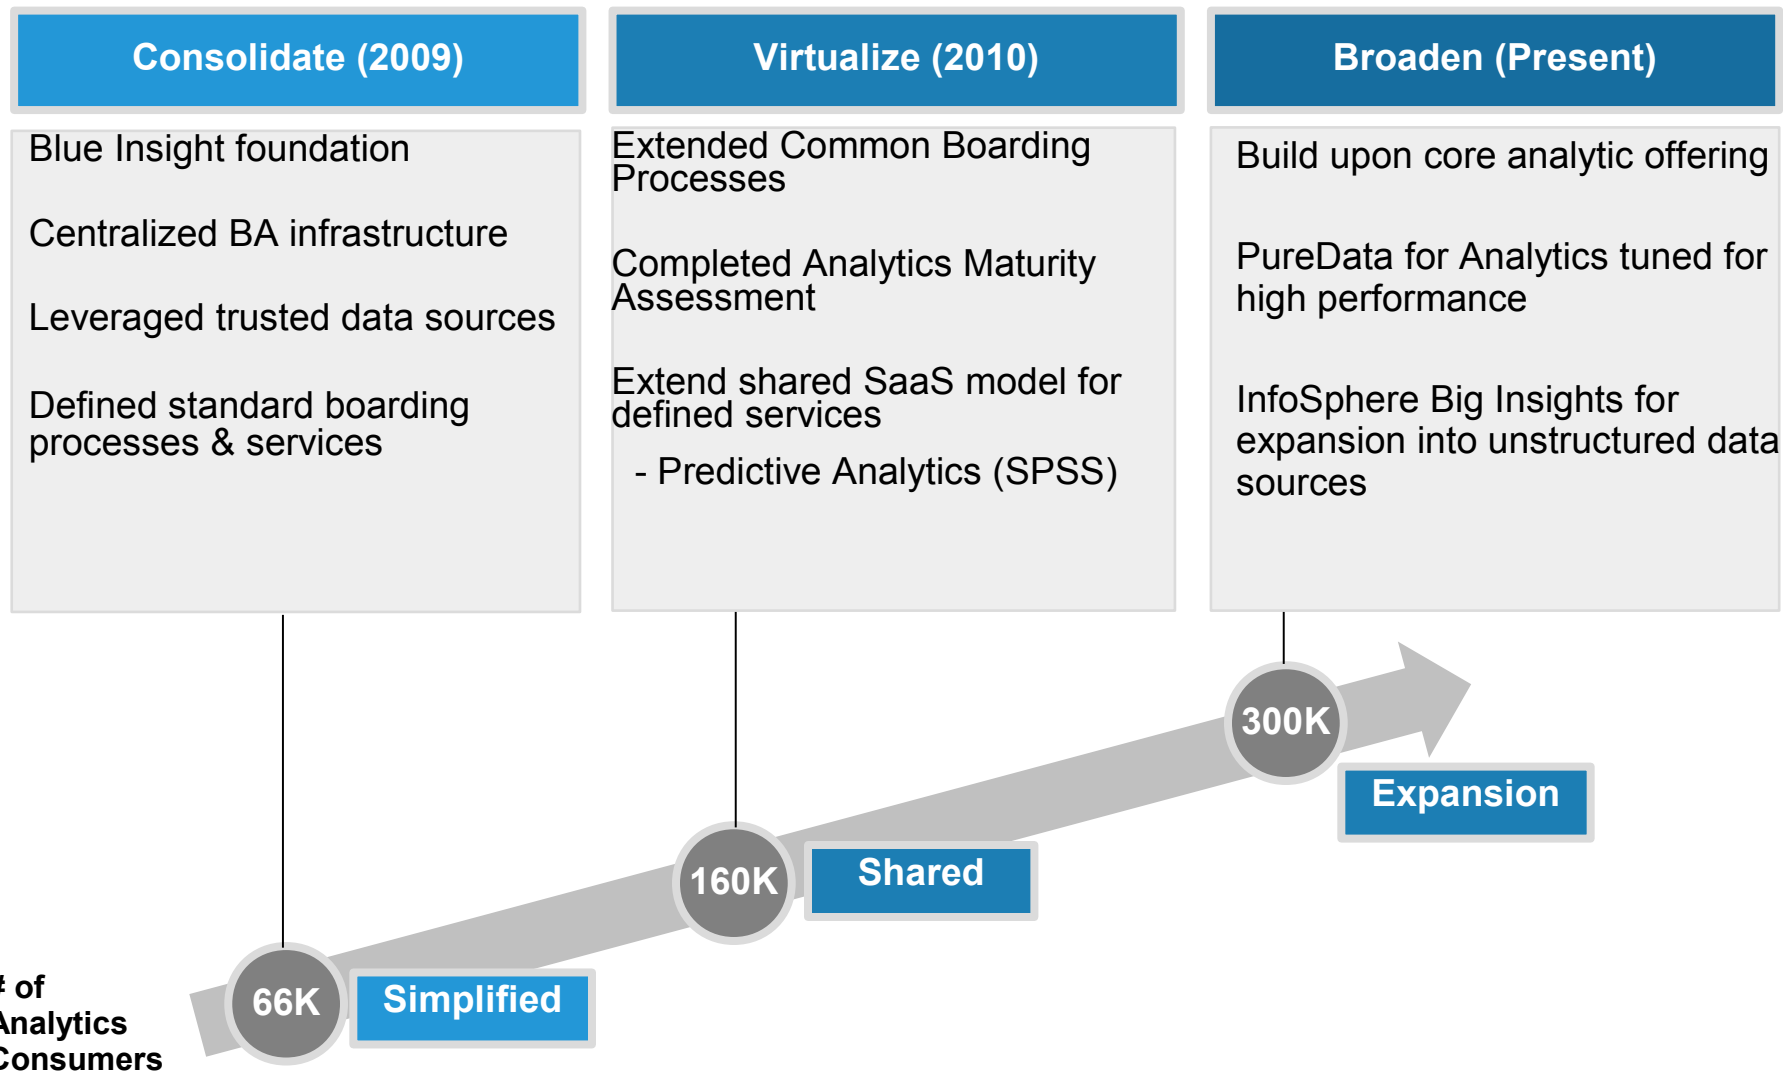 Consolidate (2009)
Blue Insight foundation
Centralized BA infrastructure
Leveraged trusted data sources
Defined standard boarding
processes & services
Virtualize (2010)
Extended Common Boarding
Processes
Completed Analytics Maturity
Assessment
Extend shared SaaS model for
defined services
- Predictive Analytics (SPSS)
Broaden (Present)
Build upon core analytic offering
PureData for Analytics tuned for
high performance
InfoSphere Big Insights for
expansion into unstructured data
sources
300K
Expansion
160K
Shared
66K
Simplified
# of
Analytics
Consumers